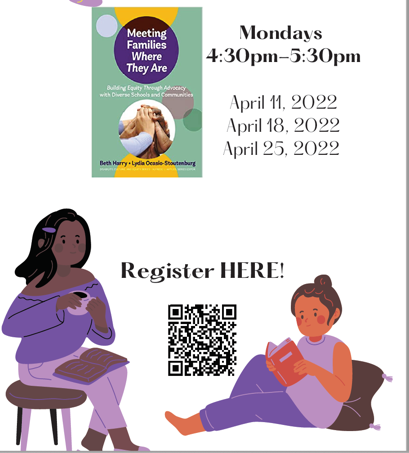 Meeting
Families
Where
They Are
Building Equity Through Advocacy
with Diverse Schools and Communities
Beth Harry • Lydia Ocasio-Stoutenburg
Mondays
4:30pm–5:30pm
April 11, 2022
April 18, 2022
April 25, 2022
Register HERE!